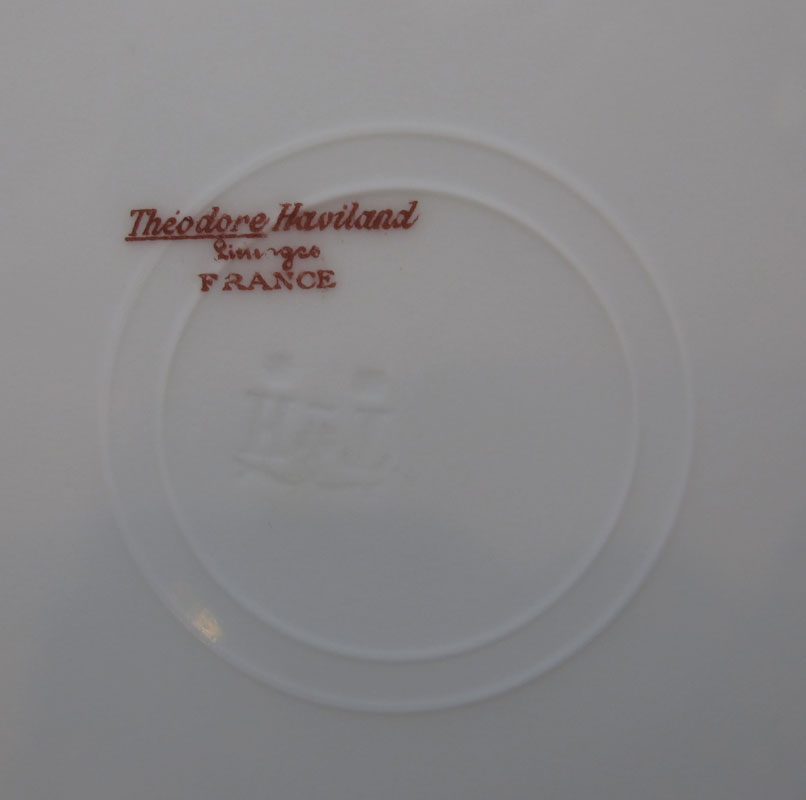 Théodore Haviland
Limoges
FRANCE